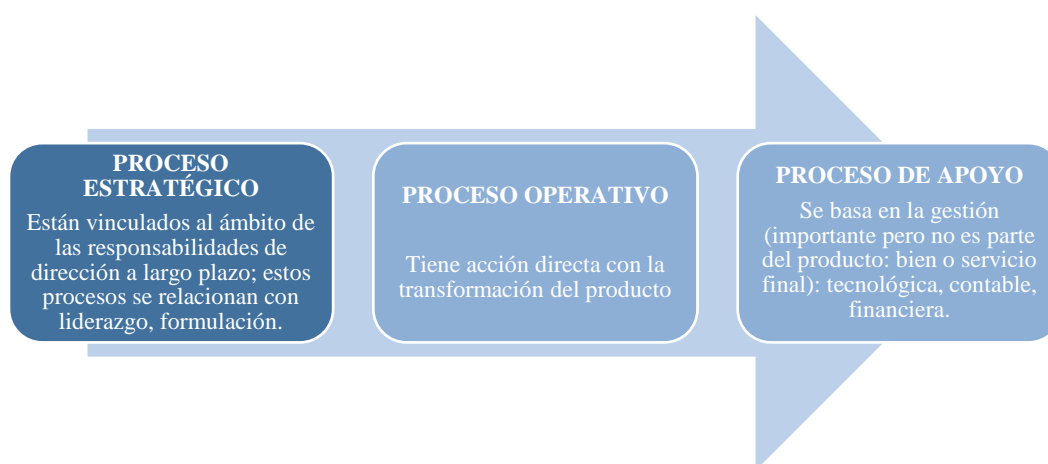 PROCESO
ESTRATÉGICO
Están vinculados al ámbito de
las responsabilidades de
dirección a largo plazo; estos
procesos se relacionan con
liderazgo, formulación.
PROCESO OPERATIVO
Tiene acción directa con la
transformación del producto
PROCESO DE APOYO
Se basa en la gestión
(importante pero no es parte
del producto: bien o servicio
final): tecnológica, contable,
financiera.